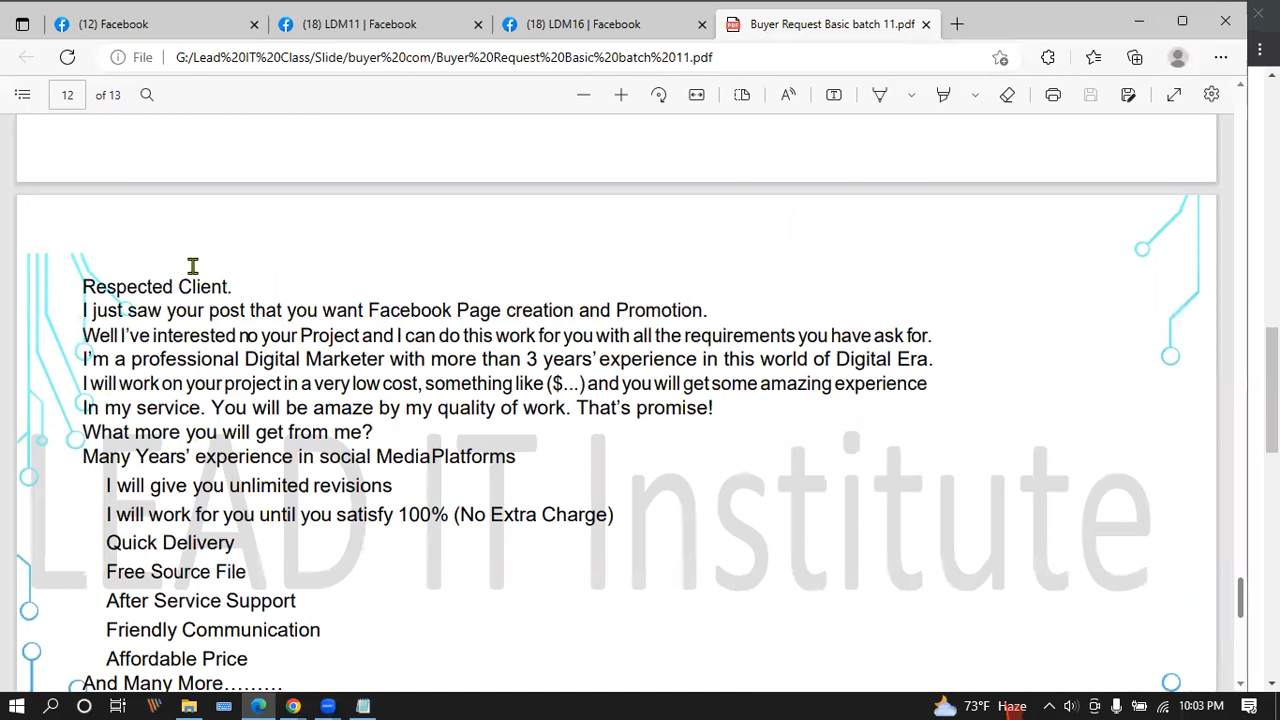 (12) Facebook
(18) LDM11 | Facebook
(18) LDM16 | Facebook
Buyer Request Basic batch 11.pdf
File
G:/Lead%20IT%20Class/Slide/buyer%20com/Buyer%20Request%20Basic%20batch%2011.pdf
12 of 13
Respected Client.
I just saw your post that you want Facebook Page creation and Promotion.
Well I've interested no your Project and I can do this work for you with all the requirements you have ask for.
I'm a professional Digital Marketer with more than 3 years' experience in this world of Digital Era.
I will work on your project in a very low cost, something like ($...) and you will get some amazing experience
In my service. You will be amaze by my quality of work. That's promise!
What more you will get from me?
Many Years' experience in social MediaPlatforms
I will give you unlimited revisions
I will work for you until you satisfy 100% (No Extra Charge)
Quick Delivery
Free Source File
After Service Support
Friendly Communication
Affordable Price
And Many More.........
LEAD IT Institute
73°F Haze
10:03 PM